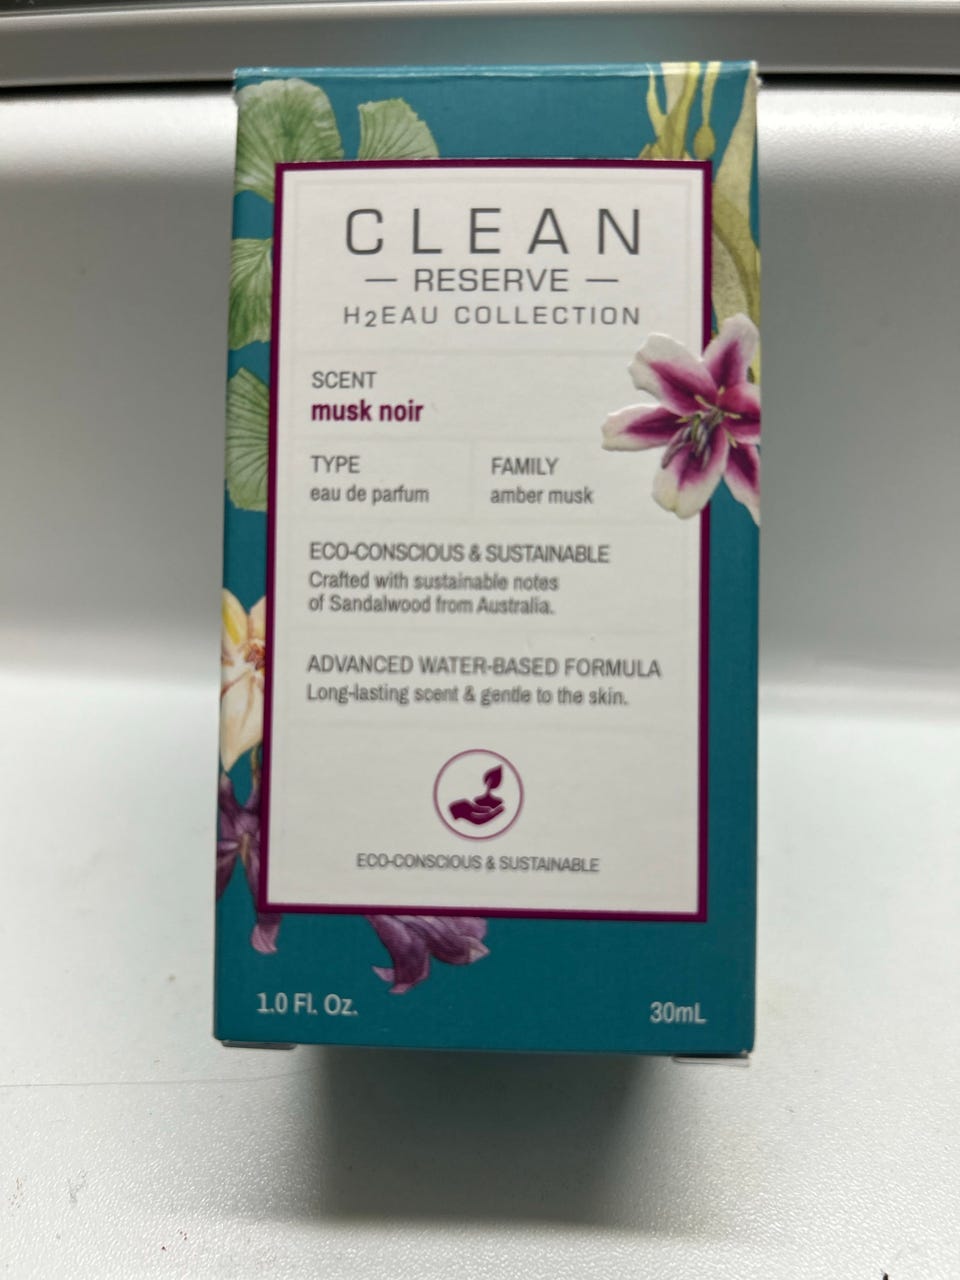 CLEAN
— RESERVE —
H2EAU COLLECTION
SCENT
musk noir
TYPE
eau de parfum
FAMILY
amber musk
ECO-CONSCIOUS & SUSTAINABLE
Crafted with sustainable notes
of Sandalwood from Australia.
ADVANCED WATER-BASED FORMULA
Long-lasting scent & gentle to the skin.
ECO-CONSCIOUS & SUSTAINABLE
1.0 Fl. Oz.
30mL